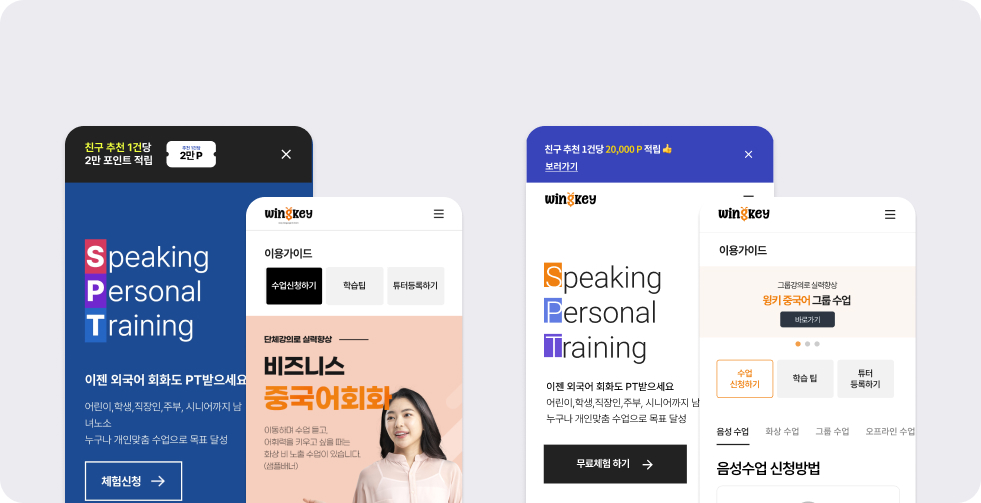 친구 추천 1건당
2만 포인트 적립
추천 1건당
2만 P
Speaking
Personal
Training
이젠 외국어 회화도 PT받으세요
어린이,학생,직장인,주부, 시니어까지 남
녀노소
누구나 개인맞춤 수업으로 목표 달성
체험신청
wingkey
이용가이드
수업신청하기
학습팁
튜터등록하기
단체강의로 실력향상
비즈니스
중국어회화
이동하며 수업 듣고,
어휘력을 키우고 싶을 때는
화상 비 노출 수업이 있습니다.
(샘플배너)
친구 추천 1건당 20,000 P 적립
보러가기
wingkey
Speaking
Personal
Training
이젠 외국어 회화도 PT받으세요
어린이,학생,직장인,주부, 시니어까지 남
누구나 개인맞춤 수업으로 목표 달성
무료체험 하기
wingkey
이용가이드
그룹강의로 실력향상
윙키 중국어 그룹 수업
바로가기
수업
신청하기
학습 팁
튜터
등록하기
음성 수업
화상 수업
그룹 수업
오프라인 수업
음성수업 신청방법